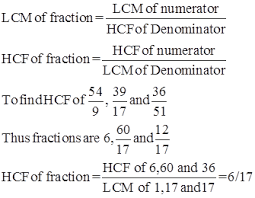 LCM of fraction = LCM of numerator / HCF of Denominator
HCF of fraction = HCF of numerator / LCM of Denominator
To find HCF of 54/9, 39/17 and 36/51
Thus fractions are 6, 60/17 and 12/17
HCF of fraction = HCF of 6,60 and 36 / LCM of 1,17 and 17 = 6/17